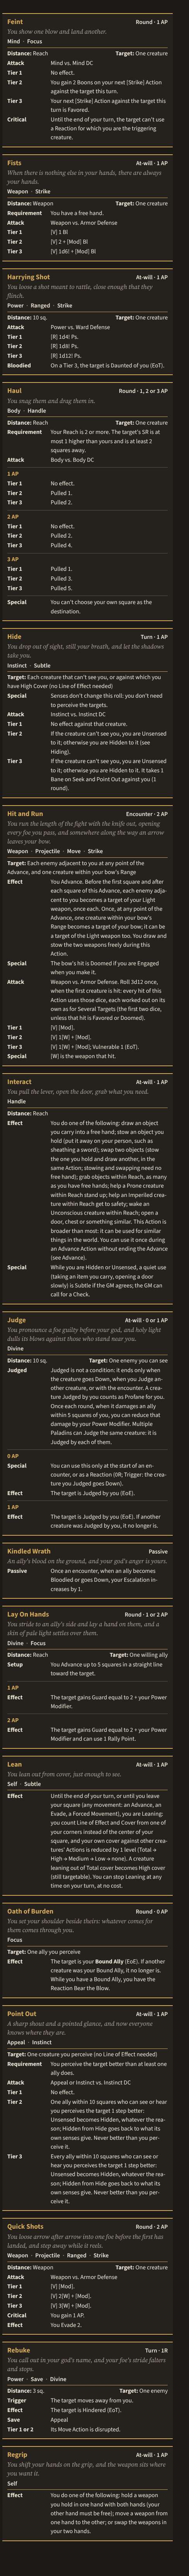 Feint Round · 1 AP
You show one blow and land another.
Mind · Focus
Distance: Reach Target: One creature
Attack Mind vs. Mind DC
Tier 1 No effect.
Tier 2 You gain 2 Boons on your next [Strike] Action
against the target this turn.
Tier 3 Your next [Strike] Action against the target this
turn is Favored.
Critical Until the end of your turn, the target can't use
a Reaction for which you are the triggering
creature.
Fists At-will · 1 AP
When there is nothing else in your hands, there are always
your hands.
Weapon · Strike
Distance: Weapon Target: One creature
Requirement You have a free hand.
Attack Weapon vs. Armor Defense
Tier 1 [V] 1 Bl
Tier 2 [V] 2 + [Mod] Bl
Tier 3 [V] 1d6! + [Mod] Bl
Harrying Shot At-will · 1 AP
You loose a shot meant to rattle, close enough that they
flinch.
Power · Ranged · Strike
Distance: 10 sq. Target: One creature
Attack Power vs. Ward Defense
Tier 1 [R] 1d4! Ps.
Tier 2 [R] 1d8! Ps.
Tier 3 [R] 1d12! Ps.
Bloodied On a Tier 3, the target is Daunted of you (EoT).
Haul Round · 1, 2 or 3 AP
You snag them and drag them in.
Body · Handle
Distance: Reach Target: One creature
Requirement Your Reach is 2 or more. The target's SR is at
most 1 higher than yours and is at least 2
squares away.
Attack Body vs. Body DC
1 AP
Tier 1 No effect.
Tier 2 Pulled 1.
Tier 3 Pulled 2.
2 AP
Tier 1 No effect.
Tier 2 Pulled 2.
Tier 3 Pulled 4.
3 AP
Tier 1 Pulled 1.
Tier 2 Pulled 3.
Tier 3 Pulled 5.
Special You can't choose your own square as the
destination.
Hide Turn · 1 AP
You drop out of sight, still your breath, and let the shadows
take you.
Instinct · Subtle
Target: Each creature that can't see you, or against which you
have High Cover (no Line of Effect needed)
Special Senses don't change this roll: you don't need
to perceive the targets.
Attack Instinct vs. Instinct DC
Tier 1 No effect against that creature.
Tier 2 If the creature can't see you, you are Unsensed
to it; otherwise you are Hidden to it (see
Hiding).
Tier 3 If the creature can't see you, you are Unsensed
to it; otherwise you are Hidden to it. It takes 1
Bane on Seek and Point Out against you (1
round).
Hit and Run Encounter · 2 AP
You run the length of the fight with the knife out, opening
every foe you pass, and somewhere along the way an arrow
leaves your bow.
Weapon · Projectile · Move · Strike
Target: Each enemy adjacent to you at any point of the
Advance, and one creature within your bow's Range
Effect You Advance. Before the first square and after
each square of this Advance, each enemy adja-
cent to you becomes a target of your Light
weapon, once each. Once, at any point of the
Advance, one creature within your bow's
Range becomes a target of your bow; it can be
a target of the Light weapon too. You draw and
stow the two weapons freely during this
Action.
Special The bow's hit is Doomed if you are Engaged
when you make it.
Attack Weapon vs. Armor Defense. Roll 3d12 once,
when the first creature is hit: every hit of this
Action uses those dice, each worked out on its
own as for Several Targets (the first two dice,
unless that hit is Favored or Doomed).
Tier 1 [V] [Mod].
Tier 2 [V] 1[W] + [Mod].
Tier 3 [V] 1[W] + [Mod]; Vulnerable 1 (EoT).
Special [W] is the weapon that hit.
Interact At-will · 1 AP
You pull the lever, open the door, grab what you need.
Handle
Distance: Reach
Effect You do one of the following: draw an object
you carry into a free hand; stow an object you
hold (put it away on your person, such as
sheathing a sword); swap two objects (stow
the one you hold and draw another, in the
same Action; stowing and swapping need no
free hand); grab objects within Reach, as many
as you have free hands; help a Prone creature
within Reach stand up; help an Imperiled crea-
ture within Reach get to safety; wake an
Unconscious creature within Reach; open a
door, chest or something similar. This Action is
broader than most: it can be used for similar
things in the world. You can use it once during
an Advance Action without ending the Advance
(see Advance).
Special While you are Hidden or Unsensed, a quiet use
(taking an item you carry, opening a door
slowly) is Subtle if the GM agrees; the GM can
call for a Check.
Judge At-will · 0 or 1 AP
You pronounce a foe guilty before your god, and holy light
dulls its blows against those who stand near you.
Divine
Distance: 10 sq. Target: One enemy you can see
Judged Judged is not a condition: it ends only when
the creature goes Down, when you Judge an-
other creature, or with the encounter. A crea-
ture Judged by you counts as Profane for you.
Once each round, when it damages an ally
within 5 squares of you, you can reduce that
damage by your Power Modifier. Multiple
Paladins can Judge the same creature: it is
Judged by each of them.
0 AP
Special You can use this only at the start of an en-
counter, or as a Reaction (0R; Trigger: the crea-
ture you Judged goes Down).
Effect The target is Judged by you (EoE).
1 AP
Effect The target is Judged by you (EoE). If another
creature was Judged by you, it no longer is.
Kindled Wrath Passive
An ally's blood on the ground, and your god's anger is yours.
Passive Once an encounter, when an ally becomes
Bloodied or goes Down, your Escalation in-
creases by 1.
Lay On Hands Round · 1 or 2 AP
You stride to an ally's side and lay a hand on them, and a
skin of pale light settles over them.
Divine · Focus
Distance: Reach Target: One willing ally
Setup You Advance up to 5 squares in a straight line
toward the target.
1 AP
Effect The target gains Guard equal to 2 + your Power
Modifier.
2 AP
Effect The target gains Guard equal to 2 + your Power
Modifier and can use 1 Rally Point.
Lean At-will · 1 AP
You lean out from cover, just enough to see.
Self · Subtle
Effect Until the end of your turn, or until you leave
your square (any movement: an Advance, an
Evade, a Forced Movement), you are Leaning:
you count Line of Effect and Cover from one of
your corners instead of the center of your
square, and your own cover against other crea-
tures' Actions is reduced by 1 level (Total →
High → Medium → Low → none). A creature
leaning out of Total cover becomes High cover
(still targetable). You can stop Leaning at any
time on your turn, at no cost.
Oath of Burden Round · 0 AP
You set your shoulder beside theirs: whatever comes for
them comes through you.
Focus
Target: One ally you perceive
Effect The target is your Bound Ally (EoE). If another
creature was your Bound Ally, it no longer is.
While you have a Bound Ally, you have the
Reaction Bear the Blow.
Point Out At-will · 1 AP
A sharp shout and a pointed glance, and now everyone
knows where they are.
Appeal · Instinct
Target: One creature you perceive (no Line of Effect needed)
Requirement You perceive the target better than at least one
ally does.
Attack Appeal or Instinct vs. Instinct DC
Tier 1 No effect.
Tier 2 One ally within 10 squares who can see or hear
you perceives the target 1 step better:
Unsensed becomes Hidden, whatever the rea-
son; Hidden from Hide goes back to what its
own senses give. Never better than you per-
ceive it.
Tier 3 Every ally within 10 squares who can see or
hear you perceives the target 1 step better:
Unsensed becomes Hidden, whatever the rea-
son; Hidden from Hide goes back to what its
own senses give. Never better than you per-
ceive it.
Quick Shots Round · 2 AP
You loose arrow after arrow into one foe before the first has
landed, and step away while it reels.
Weapon · Projectile · Ranged · Strike
Distance: Weapon Target: One creature
Attack Weapon vs. Armor Defense
Tier 1 [V] [Mod].
Tier 2 [V] 2[W] + [Mod].
Tier 3 [V] 3[W] + [Mod].
Critical You gain 1 AP.
Effect You Evade 2.
Rebuke Turn · 1R
You call out in your god's name, and your foe's stride falters
and stops.
Power · Save · Divine
Distance: 3 sq. Target: One enemy
Trigger The target moves away from you.
Effect The target is Hindered (EoT).
Save Appeal
Tier 1 or 2 Its Move Action is disrupted.
Regrip At-will · 1 AP
You shift your hands on the grip, and the weapon sits where
you want it.
Self
Effect You do one of the following: hold a weapon
you hold in one hand with both hands (your
other hand must be free); move a weapon from
one hand to the other; or swap the weapons in
your two hands.